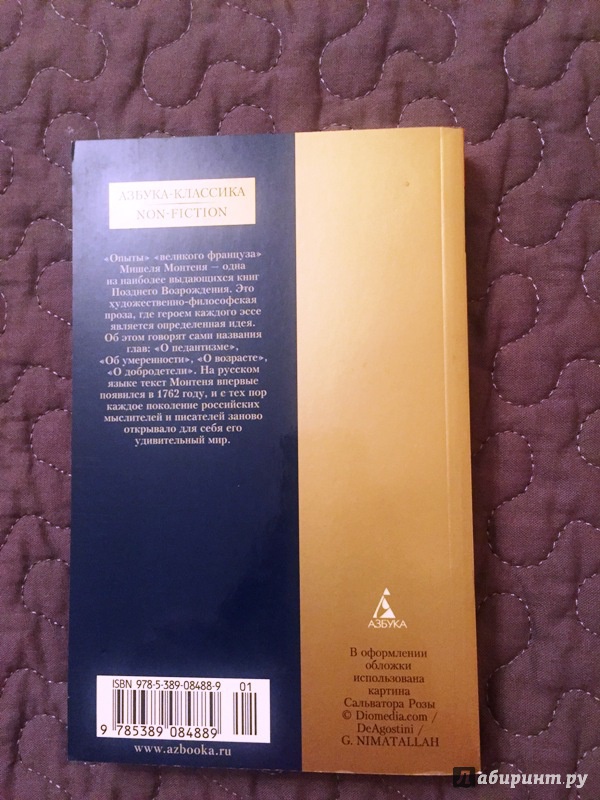 АЗБУКА-КЛАССИКА
NON-FICTION
«Опыты» «великого француза»
Мишеля Монтеня — одна
из наиболее выдающихся книг
Позднего Возрождения. Это
художественно-философская
проза, где героем каждого эссе
является определенная идея.
Об этом говорят сами названия
глав: «О педантизме»,
«Об умеренности», «О возрасте»,
«О добродетели». На русском
языке текст Монтеня впервые
появился в 1762 году, и с тех пор
каждое поколение российских
мыслителей и писателей заново
открывало для себя его
удивительный мир.
АЗБУКА
В оформлении
обложки
использована
картина
Сальватора Розы
© Diomedia.com /
DeAgostini /
G. NIMATALLAH
ISBN 978-5-389-08488-9 01
9 785389 084889
www.azbooka.ru
Лабиринт.ру